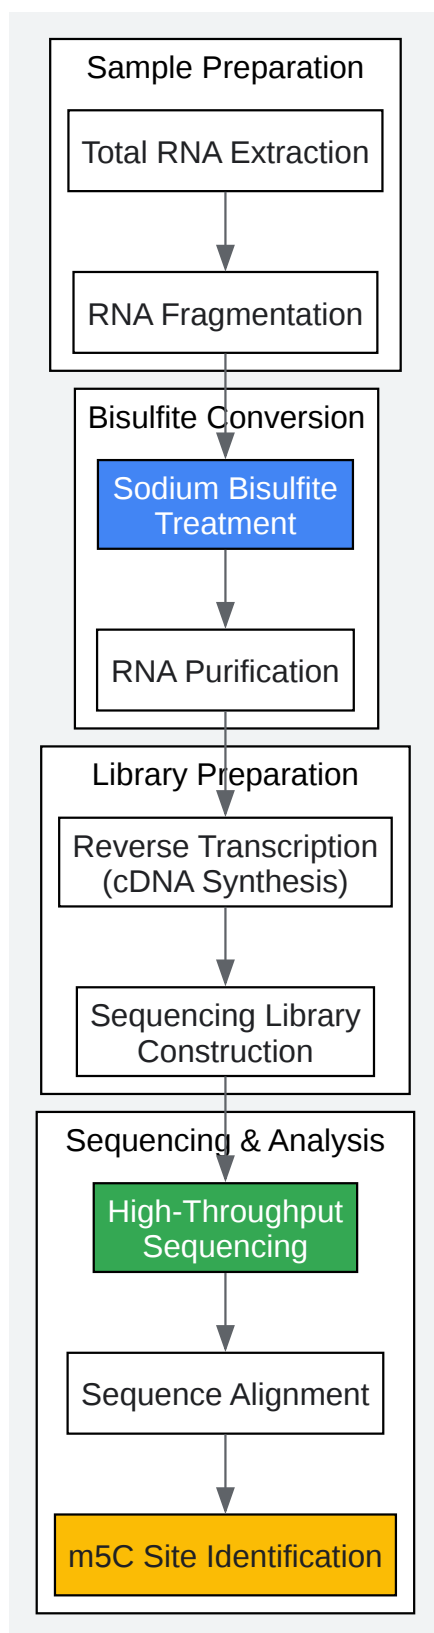 Sample Preparation
Total RNA Extraction
RNA Fragmentation
Bisulfite Conversion
Sodium Bisulfite
Treatment
RNA Purification
Library Preparation
Reverse Transcription
(cDNA Synthesis)
Sequencing Library
Construction
Sequencing & Analysis
High-Throughput
Sequencing
Sequence Alignment
m5C Site Identification